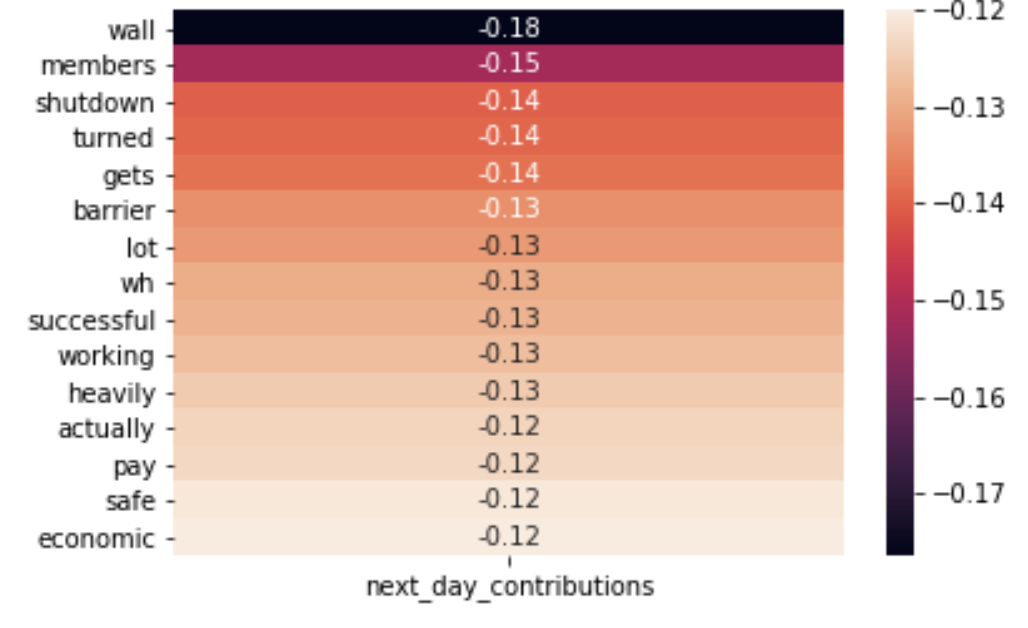 wall -0.18
members -0.15
shutdown -0.14
turned -0.14
gets -0.14
barrier -0.13
lot -0.13
wh -0.13
successful -0.13
working -0.13
heavily -0.13
actually -0.12
pay -0.12
safe -0.12
economic -0.12
next_day_contributions
−0.12
−0.13
−0.14
−0.15
−0.16
−0.17